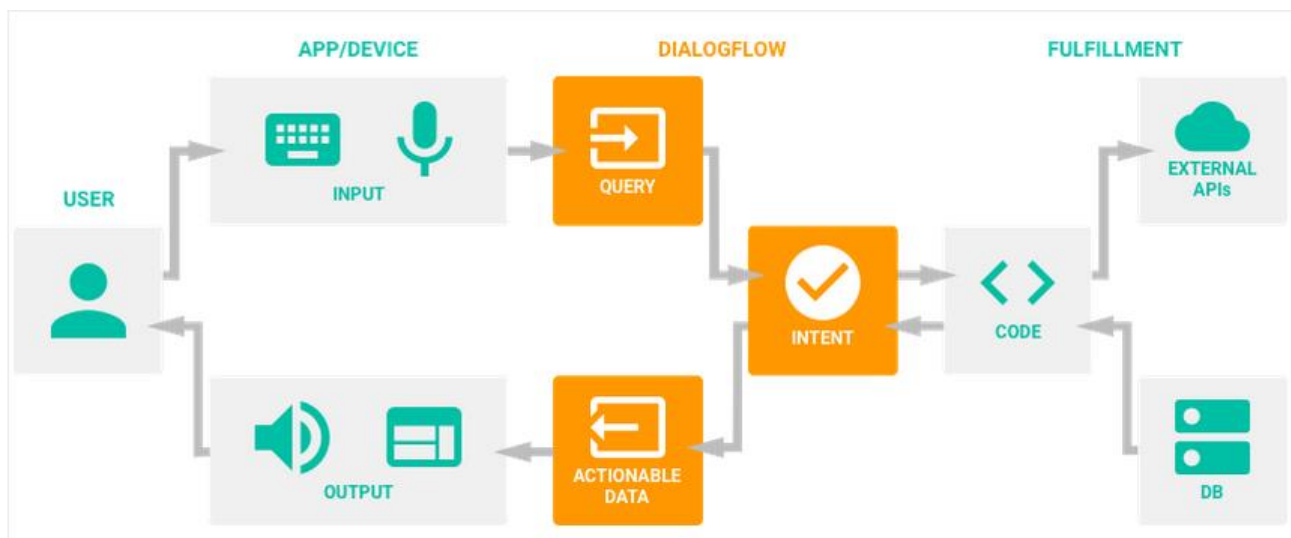 APP/DEVICE
DIALOGFLOW
FULFILLMENT
USER
INPUT
QUERY
EXTERNAL
APIs
INTENT
CODE
OUTPUT
ACTIONABLE
DATA
DB